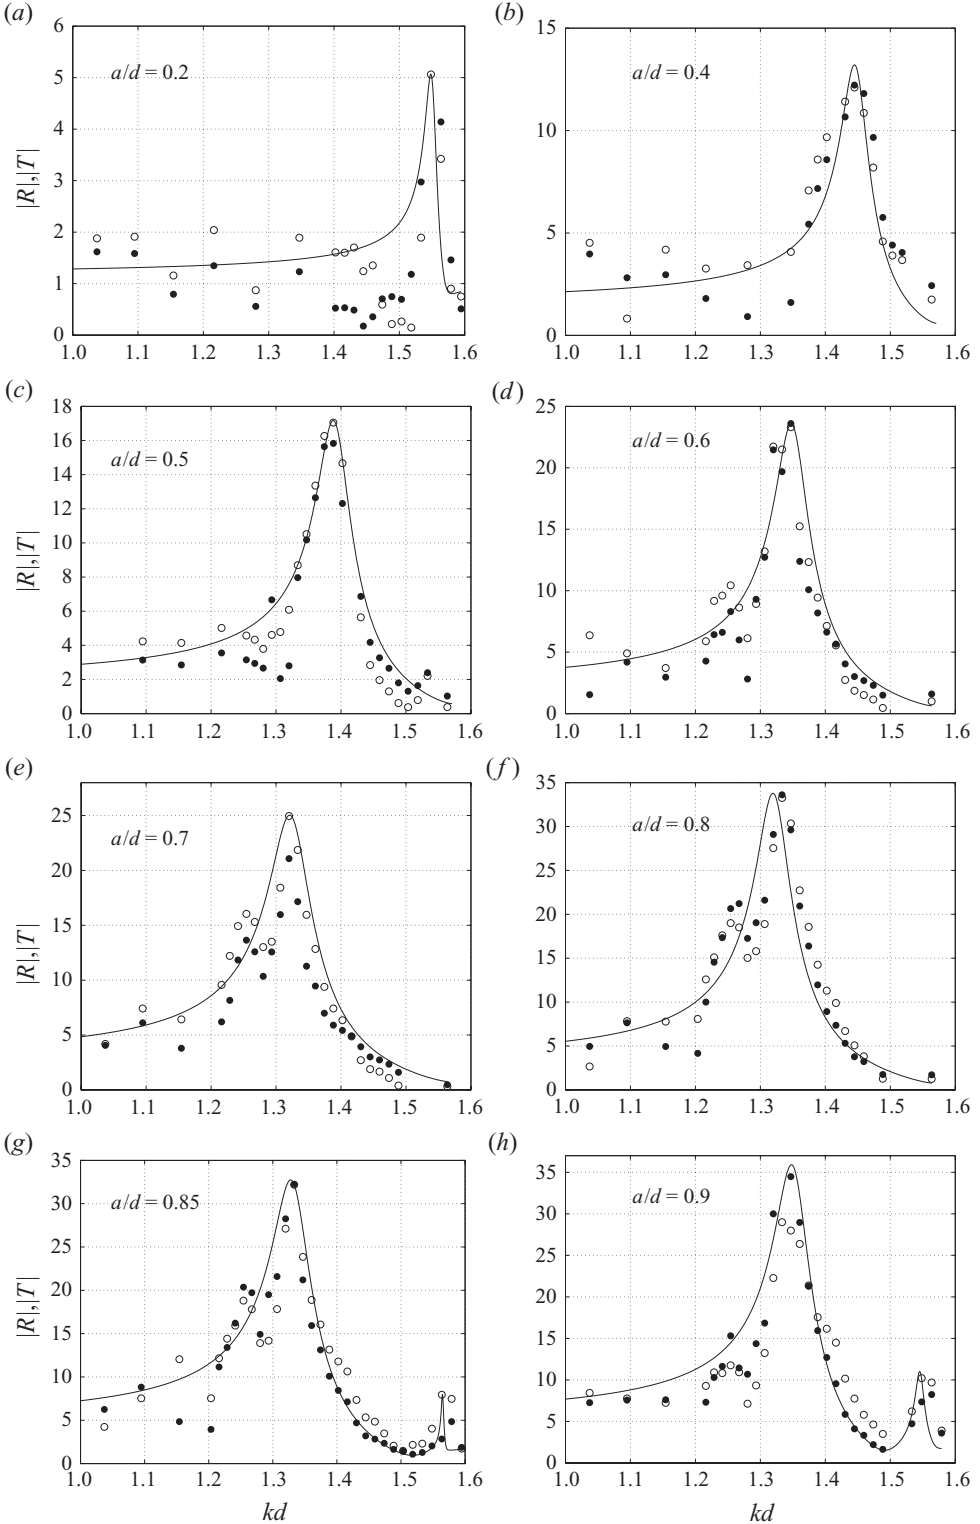 (a)
6
5
4
3
2
1
0
|R|,|T|
a/d = 0.2
1.0 1.1 1.2 1.3 1.4 1.5 1.6
(b)
15
10
5
0
a/d = 0.4
1.0 1.1 1.2 1.3 1.4 1.5 1.6
(c)
18
16
14
12
10
8
6
4
2
0
|R|,|T|
a/d = 0.5
1.0 1.1 1.2 1.3 1.4 1.5 1.6
(d)
25
20
15
10
5
0
a/d = 0.6
1.0 1.1 1.2 1.3 1.4 1.5 1.6
(e)
25
20
15
10
5
0
|R|,|T|
a/d = 0.7
1.0 1.1 1.2 1.3 1.4 1.5 1.6
(f)
35
30
25
20
15
10
5
0
a/d = 0.8
1.0 1.1 1.2 1.3 1.4 1.5 1.6
(g)
35
30
25
20
15
10
5
0
|R|,|T|
a/d = 0.85
1.0 1.1 1.2 1.3 1.4 1.5 1.6
kd
(h)
35
30
25
20
15
10
5
0
a/d = 0.9
1.0 1.1 1.2 1.3 1.4 1.5 1.6
kd